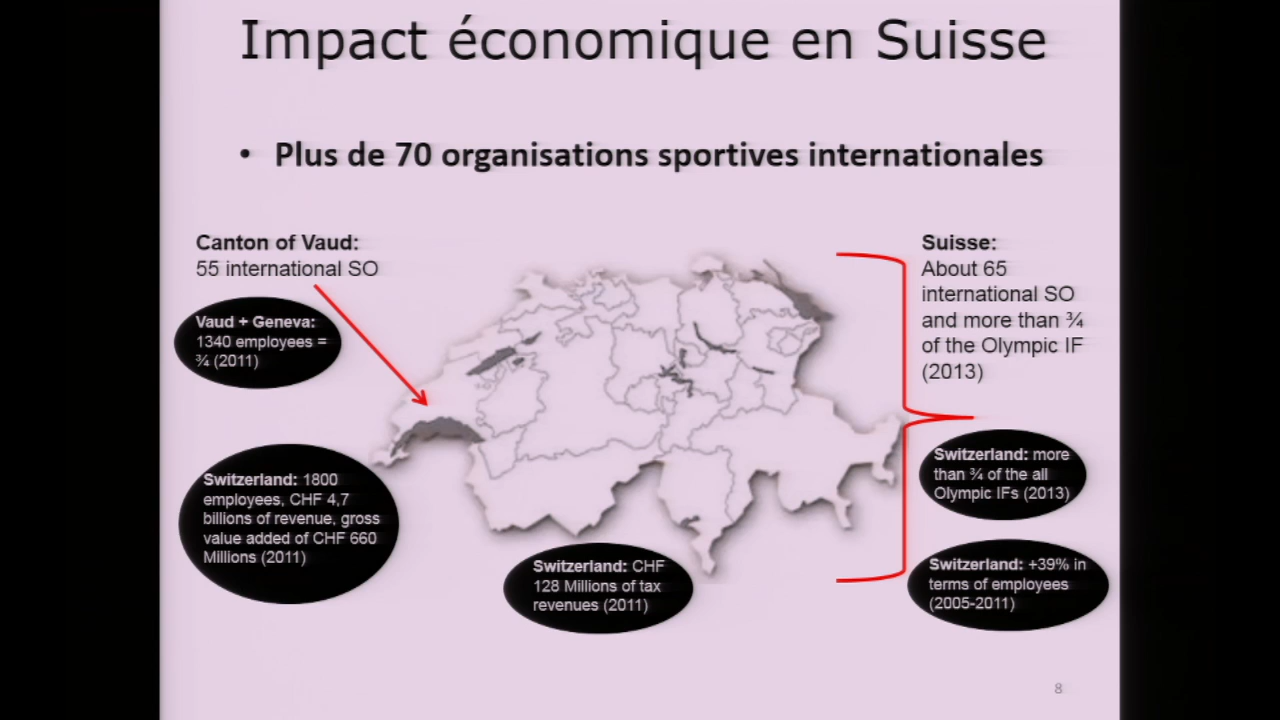 Impact économique en Suisse
• Plus de 70 organisations sportives internationales
Canton of Vaud:
55 international SO
Vaud + Geneva:
1340 employees =
¾ (2011)
Switzerland: 1800
employees, CHF 4,7
billions of revenue, gross
value added of CHF 660
Millions (2011)
Switzerland: CHF
128 Millions of tax
revenues (2011)
Suisse:
About 65
international SO
and more than ¾
of the Olympic IF
(2013)
Switzerland: more
than ¾ of the all
Olympic IFs (2013)
Switzerland: +39% in
terms of employees
(2005-2011)
8